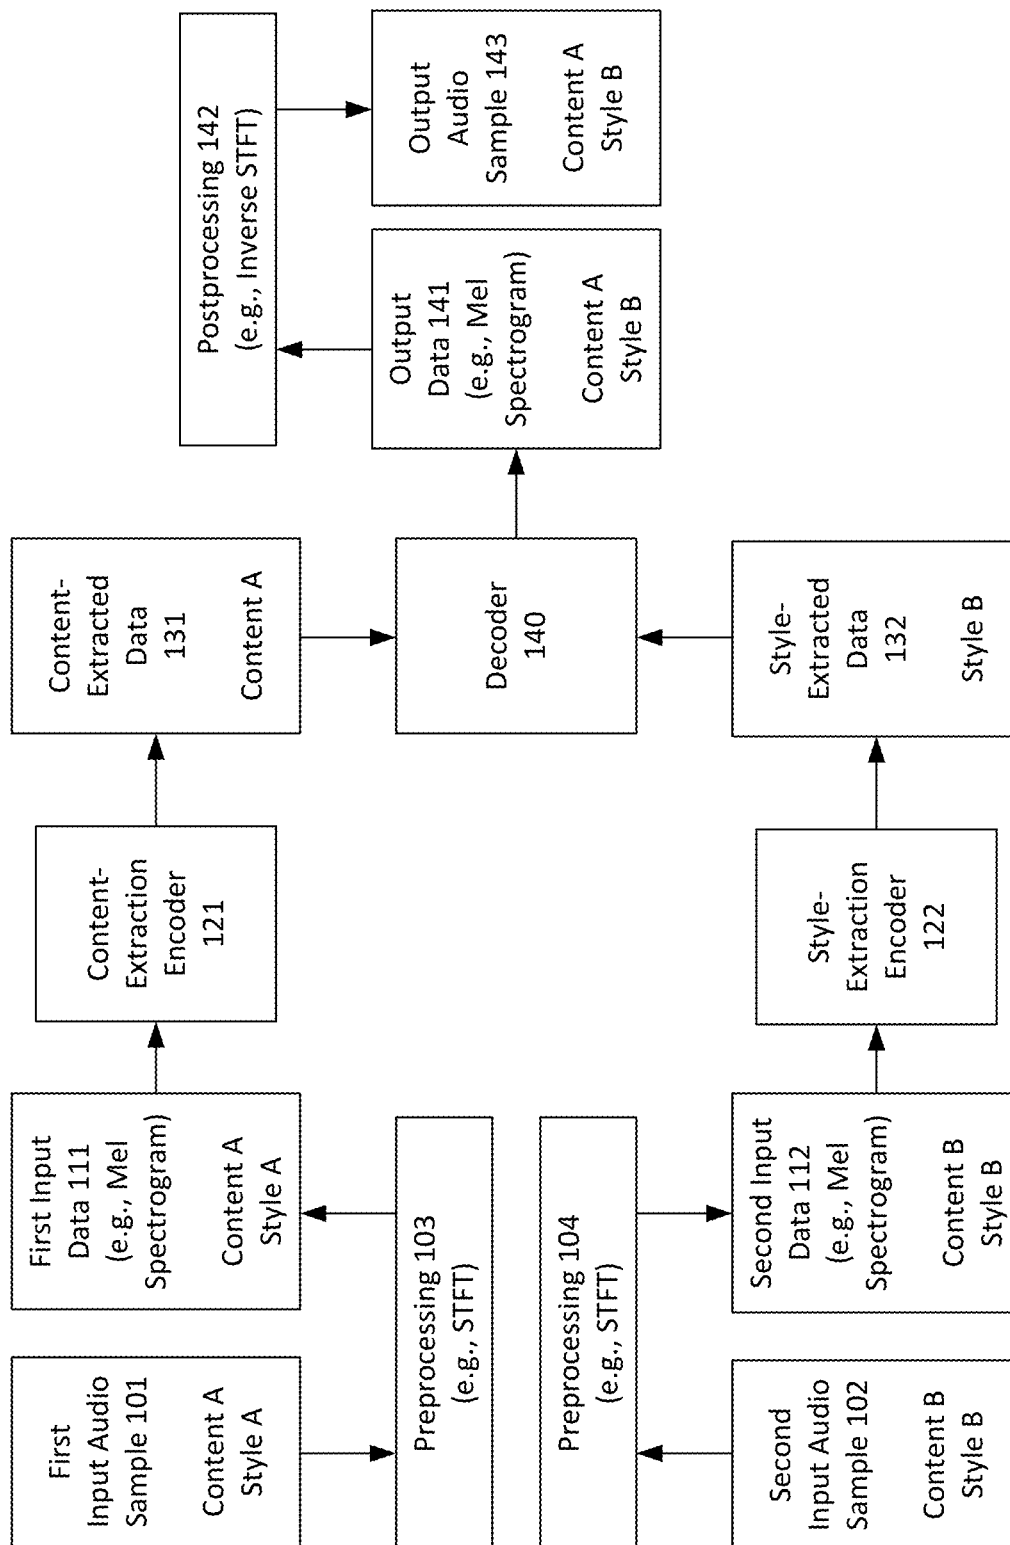 First
Input Audio
Sample 101
Content A
Style A
Preprocessing 103
(e.g., STFT)
First Input
Data 111
(e.g., Mel
Spectrogram)
Content A
Style A
Content-
Extraction
Encoder
121
Content-
Extracted
Data
131
Content A
Second
Input Audio
Sample 102
Content B
Style B
Preprocessing 104
(e.g., STFT)
Second Input
Data 112
(e.g., Mel
Spectrogram)
Content B
Style B
Style-
Extraction
Encoder
122
Style-
Extracted
Data
132
Style B
Decoder
140
Output
Data 141
(e.g., Mel
Spectrogram)
Content A
Style B
Postprocessing 142
(e.g., Inverse STFT)
Output
Audio
Sample 143
Content A
Style B